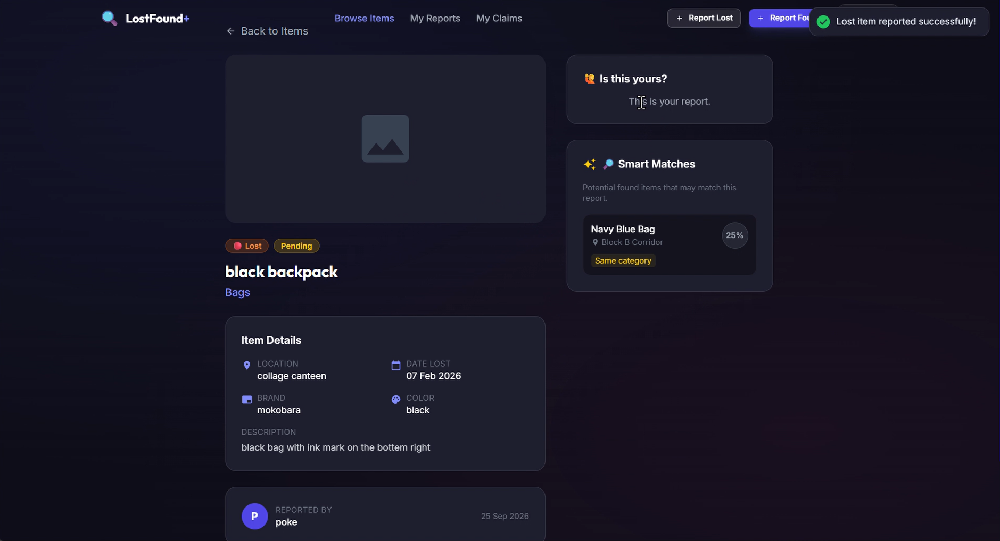 LostFound+
Browse Items
My Reports
My Claims
+ Report Lost
+ Report Fou
Lost item reported successfully!
← Back to Items
Is this yours?
This is your report.
Smart Matches
Potential found items that may match this
report.
Navy Blue Bag
25%
Block B Corridor
Same category
Lost
Pending
black backpack
Bags
Item Details
LOCATION
collage canteen
DATE LOST
07 Feb 2026
BRAND
mokobara
COLOR
black
DESCRIPTION
black bag with ink mark on the bottem right
P
REPORTED BY
poke
25 Sep 2026